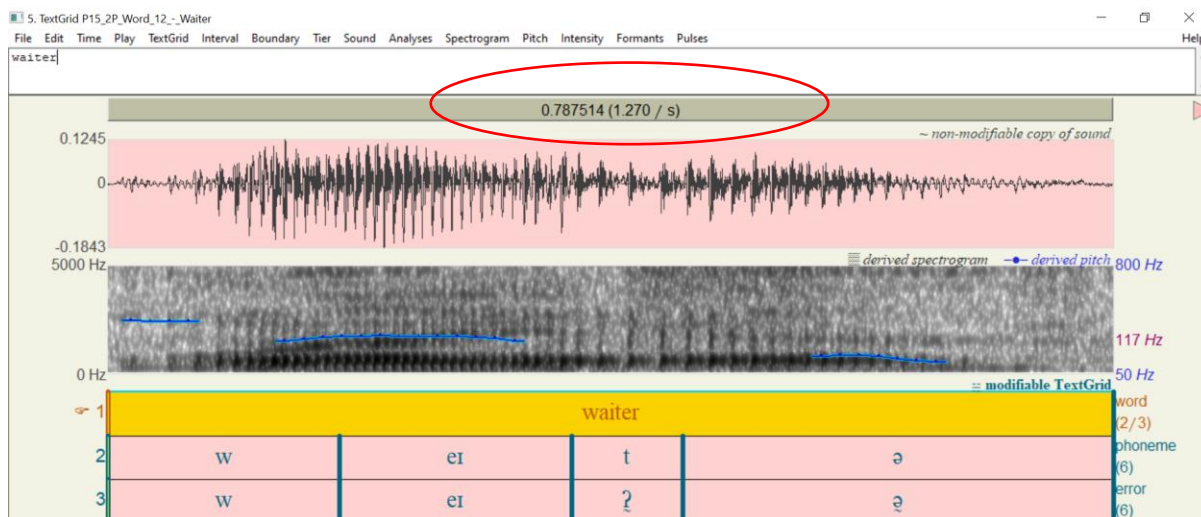 5. TextGrid P15_2P_Word_12_-_Waiter
File Edit Time Play TextGrid Interval Boundary Tier Sound Analyses Spectrogram Pitch Intensity Formants Pulses Help
waiter
0.787514 (1.270 / s)
0.1245
~ non-modifiable copy of sound
0
-0.1843
5000 Hz
derived spectrogram derived pitch 800 Hz
117 Hz
0 Hz
50 Hz
modifiable TextGrid
1 waiter word
(2/3)
2 w eɪ t ə phoneme
(6)
3 w eɪ ʔ̰ ə̰ error
(6)